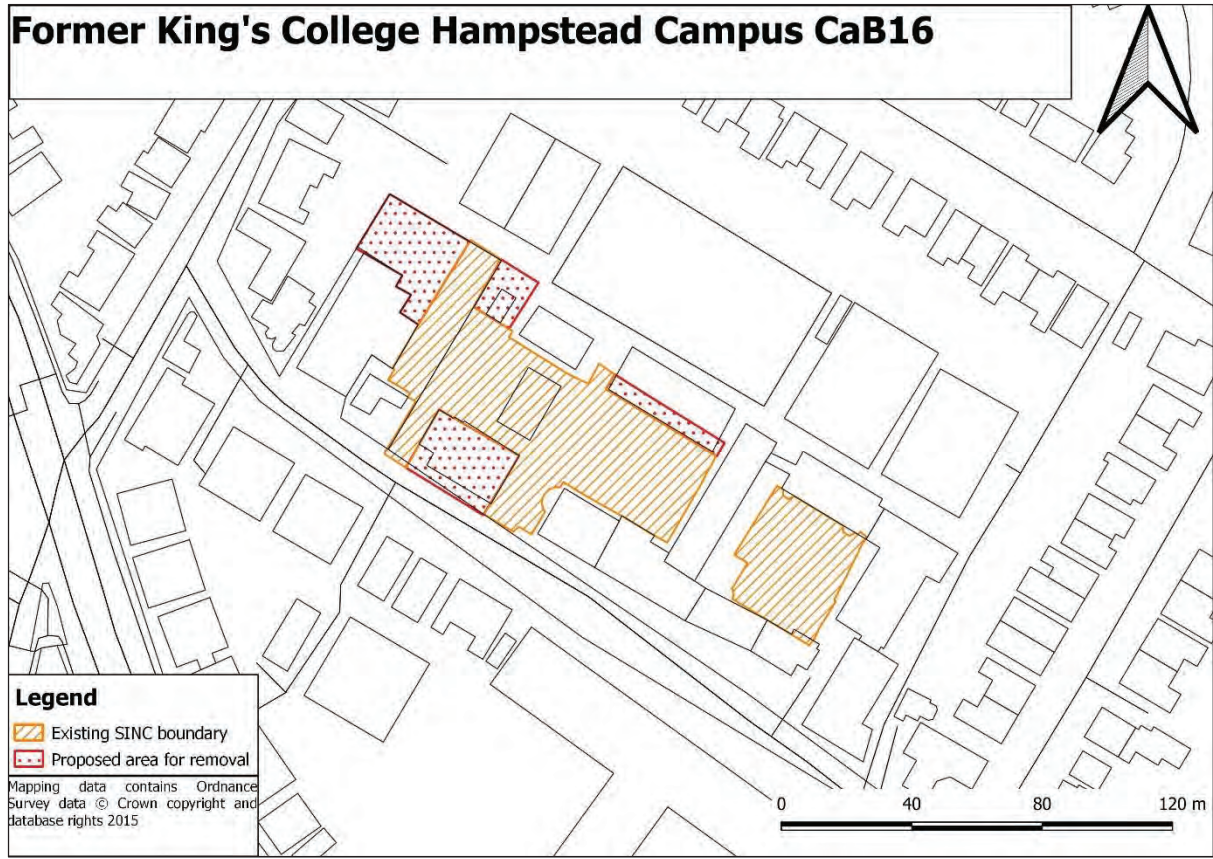 Former King's College Hampstead Campus CaB16
Legend
Existing SINC boundary
Proposed area for removal
Mapping data contains Ordnance
Survey data © Crown copyright and
database rights 2015
0 40 80 120 m